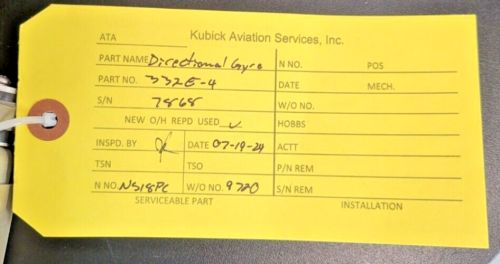 Kubick Aviation Services, Inc.
ATA
PART NAME Directional Gyro N NO. POS
PART NO. 332E-4 DATE MECH.
S/N 7868 W/O NO.
NEW O/H REPD USED ✓ HOBBS
INSPD. BY DATE 07-19-24 ACTT
TSN TSO P/N REM
N NO. N518PC W/O NO. 9720 S/N REM
SERVICEABLE PART INSTALLATION